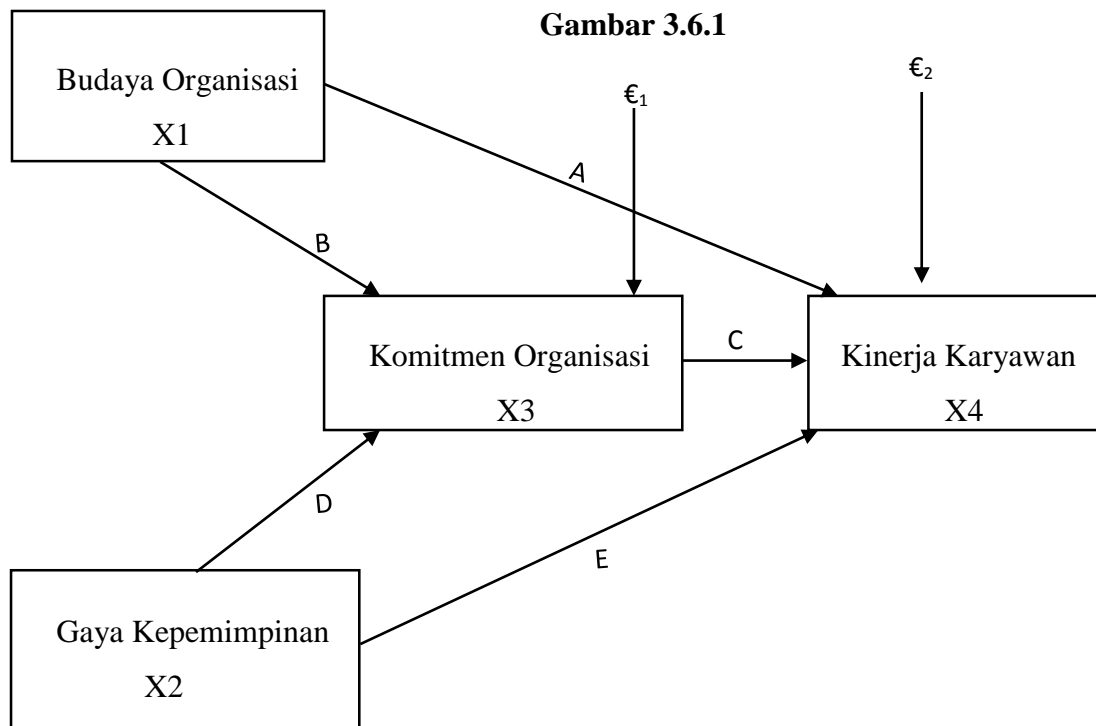 Gambar 3.6.1
Budaya Organisasi
X1
€₁
€₂
A
B
Komitmen Organisasi
X3
C
Kinerja Karyawan
X4
D
E
Gaya Kepemimpinan
X2